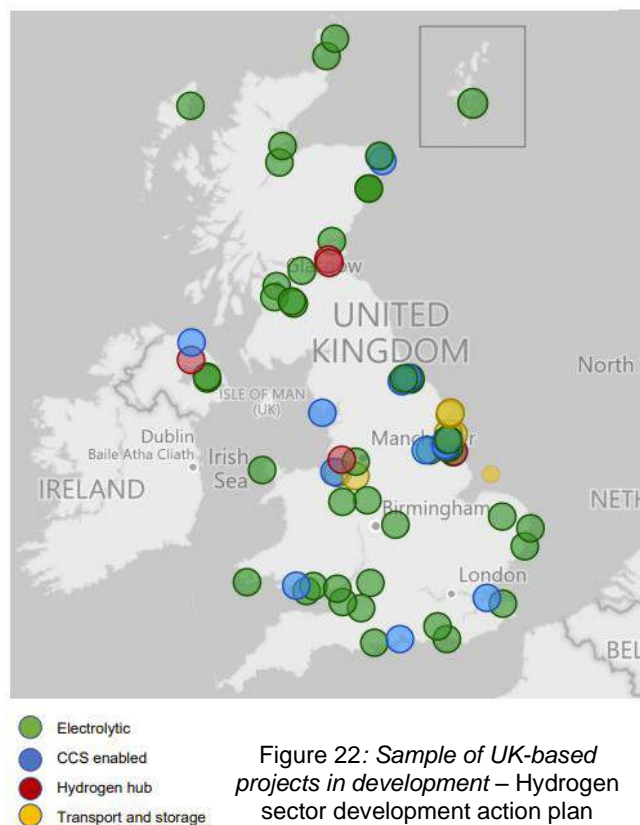 Glasgow
UNITED
KINGDOM
North
ISLE OF MAN
(UK)
Dublin
Baile Atha Cliath
Irish
Sea
IRELAND
Manchester
Birmingham
NETH
London
BEL
Electrolytic
CCS enabled
Hydrogen hub
Transport and storage
Figure 22: Sample of UK-based
projects in development – Hydrogen
sector development action plan